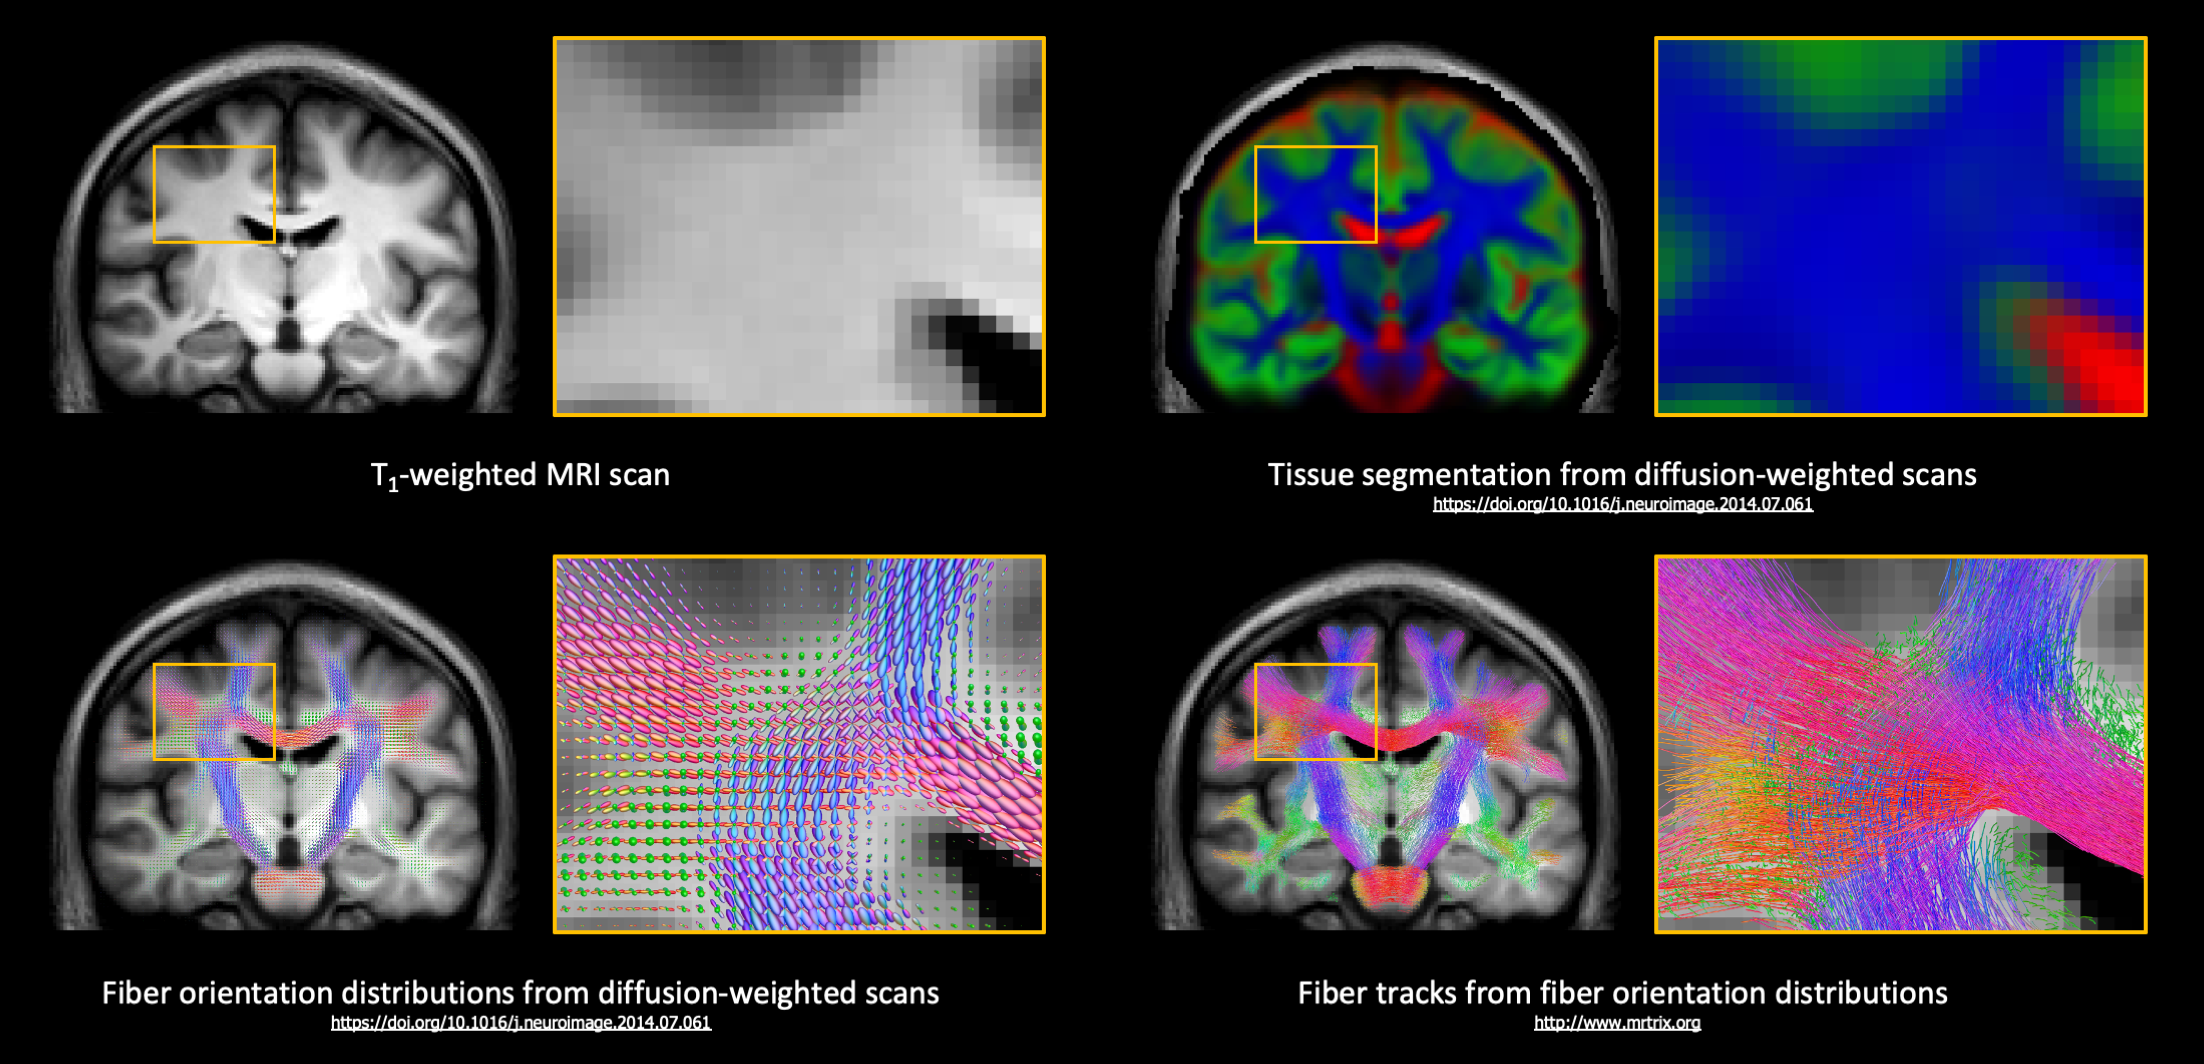 T₁-weighted MRI scan
Tissue segmentation from diffusion-weighted scans
https://doi.org/10.1016/j.neuroimage.2014.07.061
Fiber orientation distributions from diffusion-weighted scans
https://doi.org/10.1016/j.neuroimage.2014.07.061
Fiber tracks from fiber orientation distributions
http://www.mrtrix.org